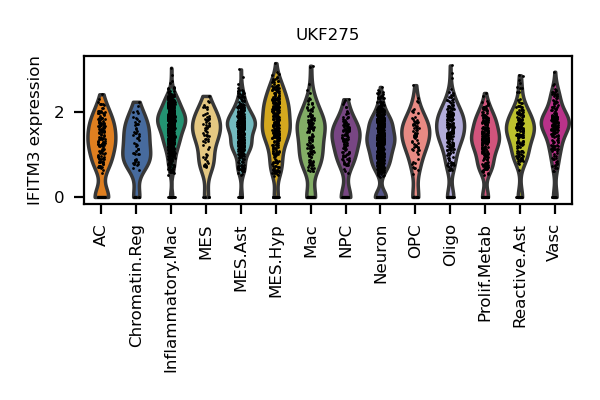 UKF275
IFITM3 expression
2
0
AC
Chromatin.Reg
Inflammatory.Mac
MES
MES.Ast
MES.Hyp
Mac
NPC
Neuron
OPC
Oligo
Prolif.Metab
Reactive.Ast
Vasc